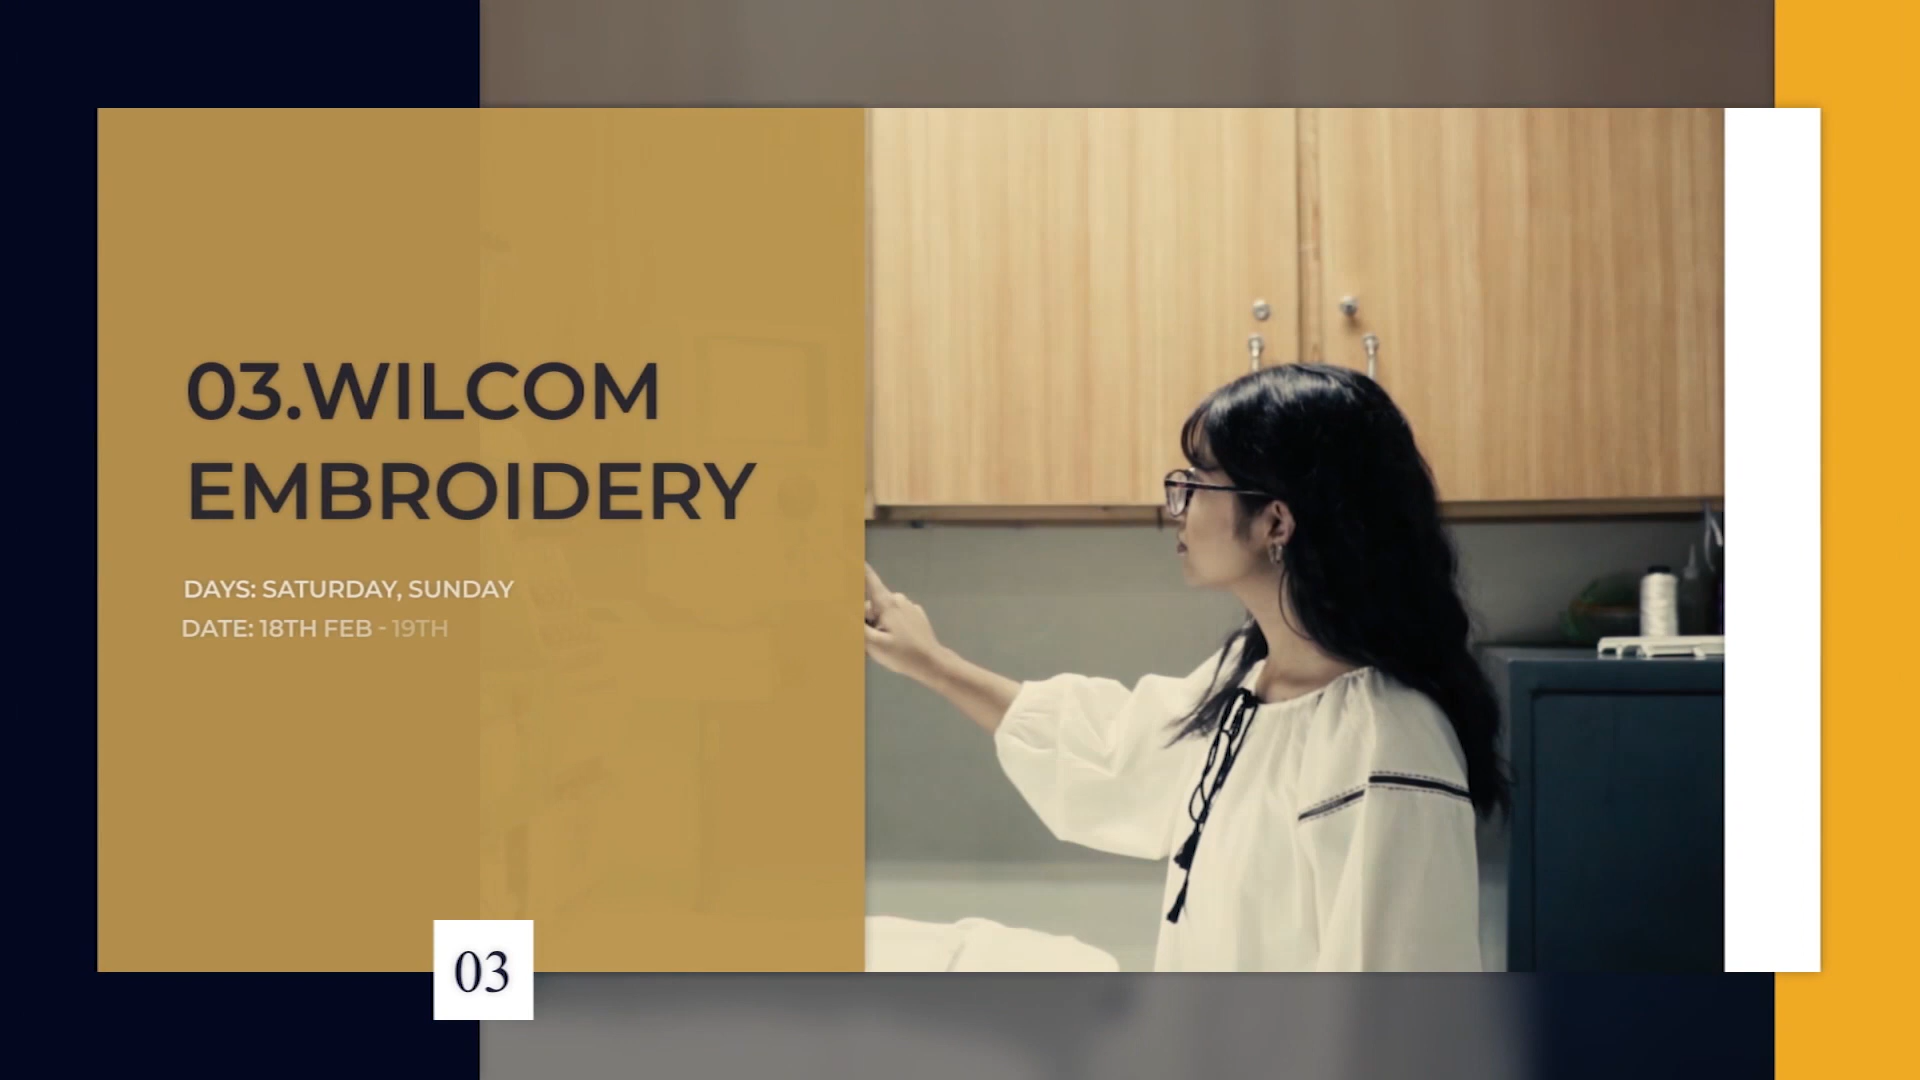 03.WILCOM
EMBROIDERY
DAYS: SATURDAY, SUNDAY
DATE: 18TH FEB - 19TH
03